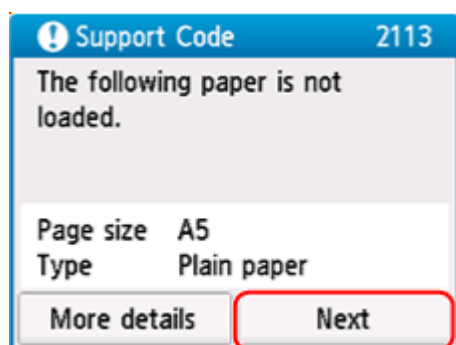 Support Code 2113
The following paper is not
loaded.
Page size A5
Type Plain paper
More details Next